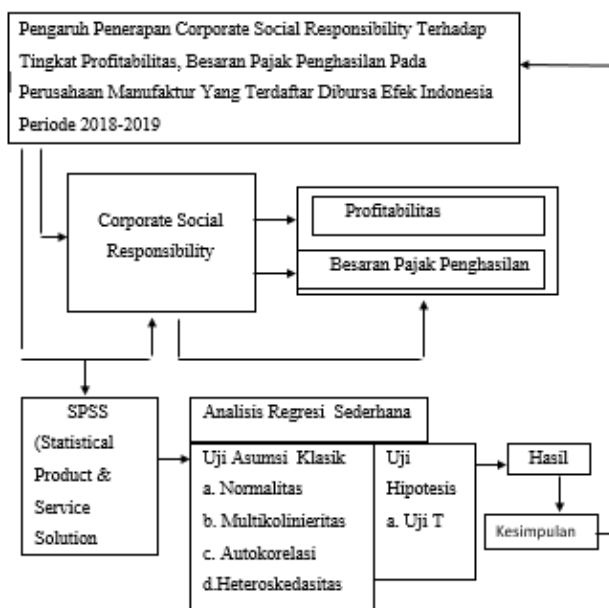 Pengaruh Penerapan Corporate Social Responsibility Terhadap
Tingkat Profitabilitas, Besaran Pajak Penghasilan Pada
Perusahaan Manufaktur Yang Terdaftar Dibursa Efek Indonesia
Periode 2018-2019
Corporate Social
Responsibility
Profitabilitas
Besaran Pajak Penghasilan
SPSS
(Statistical
Product &
Service
Solution
Analisis Regresi Sederhana
Uji Asumsi Klasik
a. Normalitas
b. Multikolinieritas
c. Autokorelasi
d.Heteroskedasitas
Uji
Hipotesis
a. Uji T
Hasil
Kesimpulan